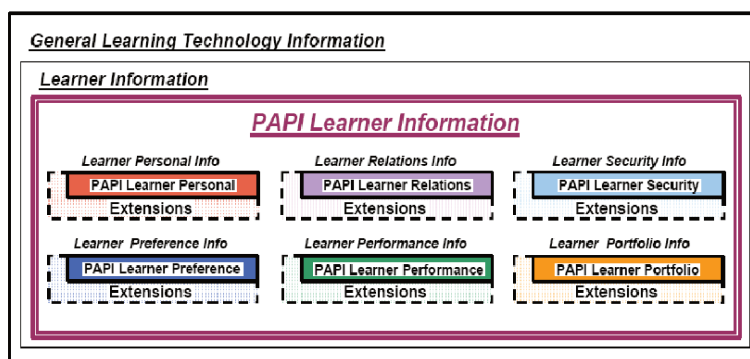 General Learning Technology Information
Learner Information
PAPI Learner Information
Learner Personal Info
PAPI Learner Personal
Extensions
Learner Relations Info
PAPI Learner Relations
Extensions
Learner Security Info
PAPI Learner Security
Extensions
Learner Preference Info
PAPI Learner Preference
Extensions
Learner Performance Info
PAPI Learner Performance
Extensions
Learner Portfolio Info
PAPI Learner Portfolio
Extensions